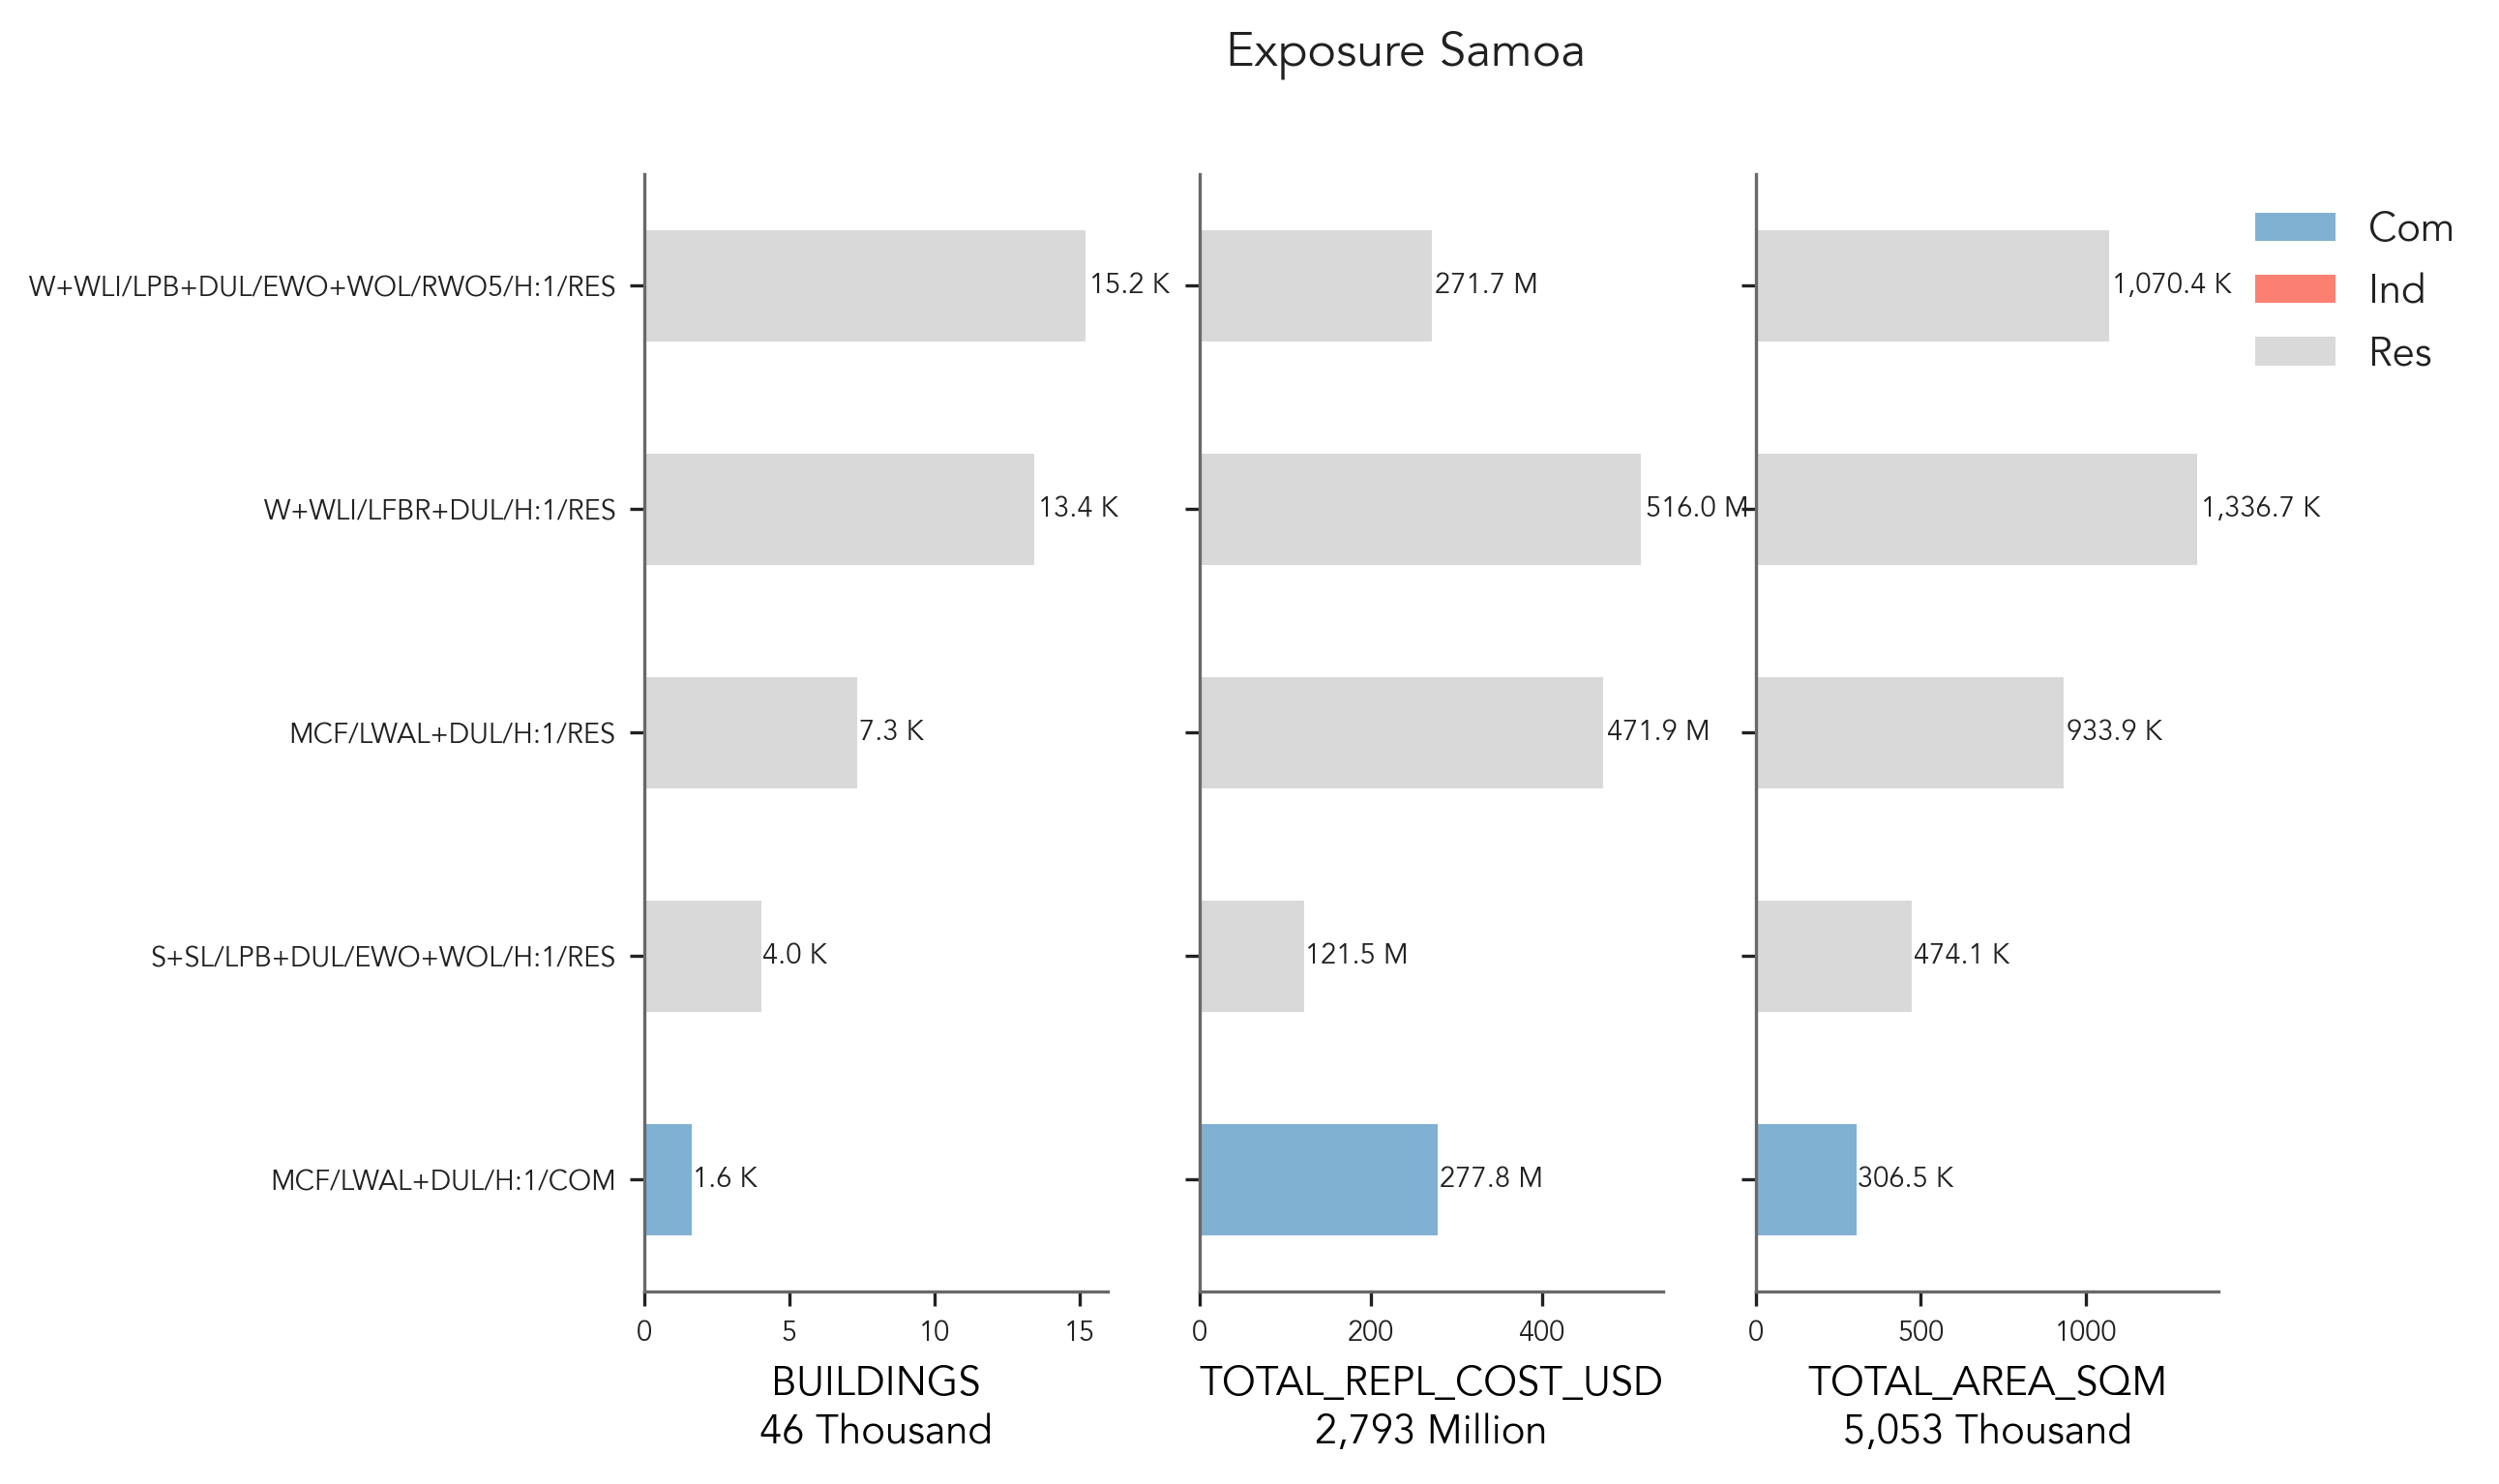 Exposure Samoa
Com
Ind
Res
W+WLI/LPB+DUL/EWO+WOL/RWO5/H:1/RES
15.2 K
271.7 M
1,070.4 K
W+WLI/LFBR+DUL/H:1/RES
13.4 K
516.0 M
1,336.7 K
MCF/LWAL+DUL/H:1/RES
7.3 K
471.9 M
933.9 K
S+SL/LPB+DUL/EWO+WOL/H:1/RES
4.0 K
121.5 M
474.1 K
MCF/LWAL+DUL/H:1/COM
1.6 K
277.8 M
306.5 K
0 5 10 15
BUILDINGS
46 Thousand
0 200 400
TOTAL_REPL_COST_USD
2,793 Million
0 500 1000
TOTAL_AREA_SQM
5,053 Thousand